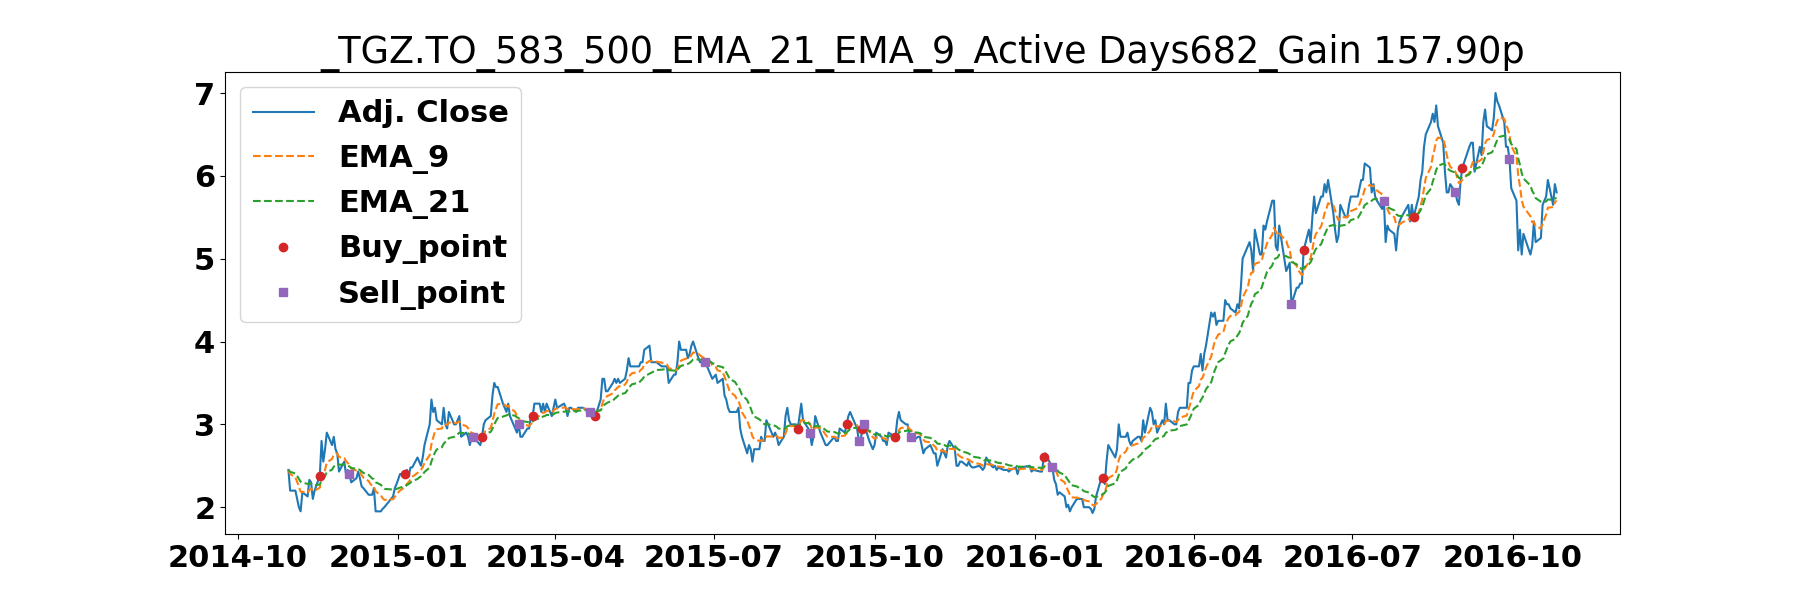 _TGZ.TO_583_500_EMA_21_EMA_9_Active Days682_Gain 157.90p
7
6
5
4
3
2
Adj. Close
EMA_9
EMA_21
Buy_point
Sell_point
2014-10 2015-01 2015-04 2015-07 2015-10 2016-01 2016-04 2016-07 2016-10